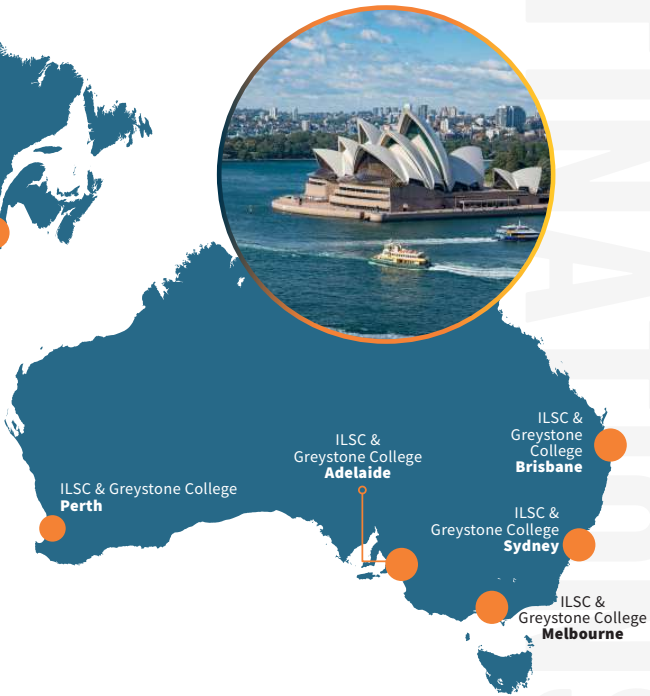 ILSC &
Greystone
College
Brisbane
ILSC &
Greystone College
Adelaide
ILSC & Greystone College
Perth
ILSC &
Greystone College
Sydney
ILSC &
Greystone College
Melbourne